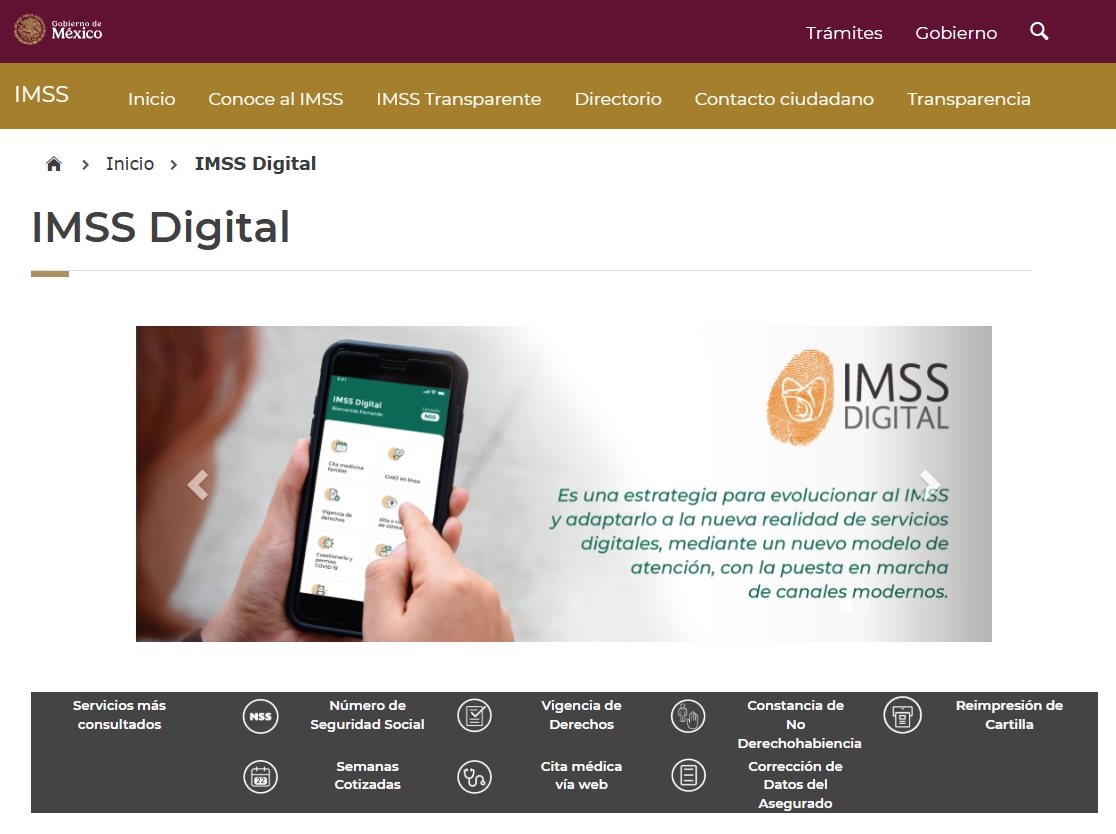 Gobierno de
México
Trámites
Gobierno
IMSS
Inicio
Conoce al IMSS
IMSS Transparente
Directorio
Contacto ciudadano
Transparencia
Inicio
IMSS Digital
IMSS Digital
IMSS Digital
Bienvenido Fernando
NSS
Cita medicina
familiar
CHKT en línea
Vigencia de
derechos
Alta o
de clínica
Cuestionario y
permiso
COVID 19
IMSS
DIGITAL
Es una estrategia para evolucionar al IMSS
y adaptarlo a la nueva realidad de servicios
digitales, mediante un nuevo modelo de
atención, con la puesta en marcha
de canales modernos.
Servicios más
consultados
NSS
Número de
Seguridad Social
Vigencia de
Derechos
Constancia de
No
Derechohabiencia
Reimpresión de
Cartilla
22
Semanas
Cotizadas
Cita médica
vía web
Corrección de
Datos del
Asegurado